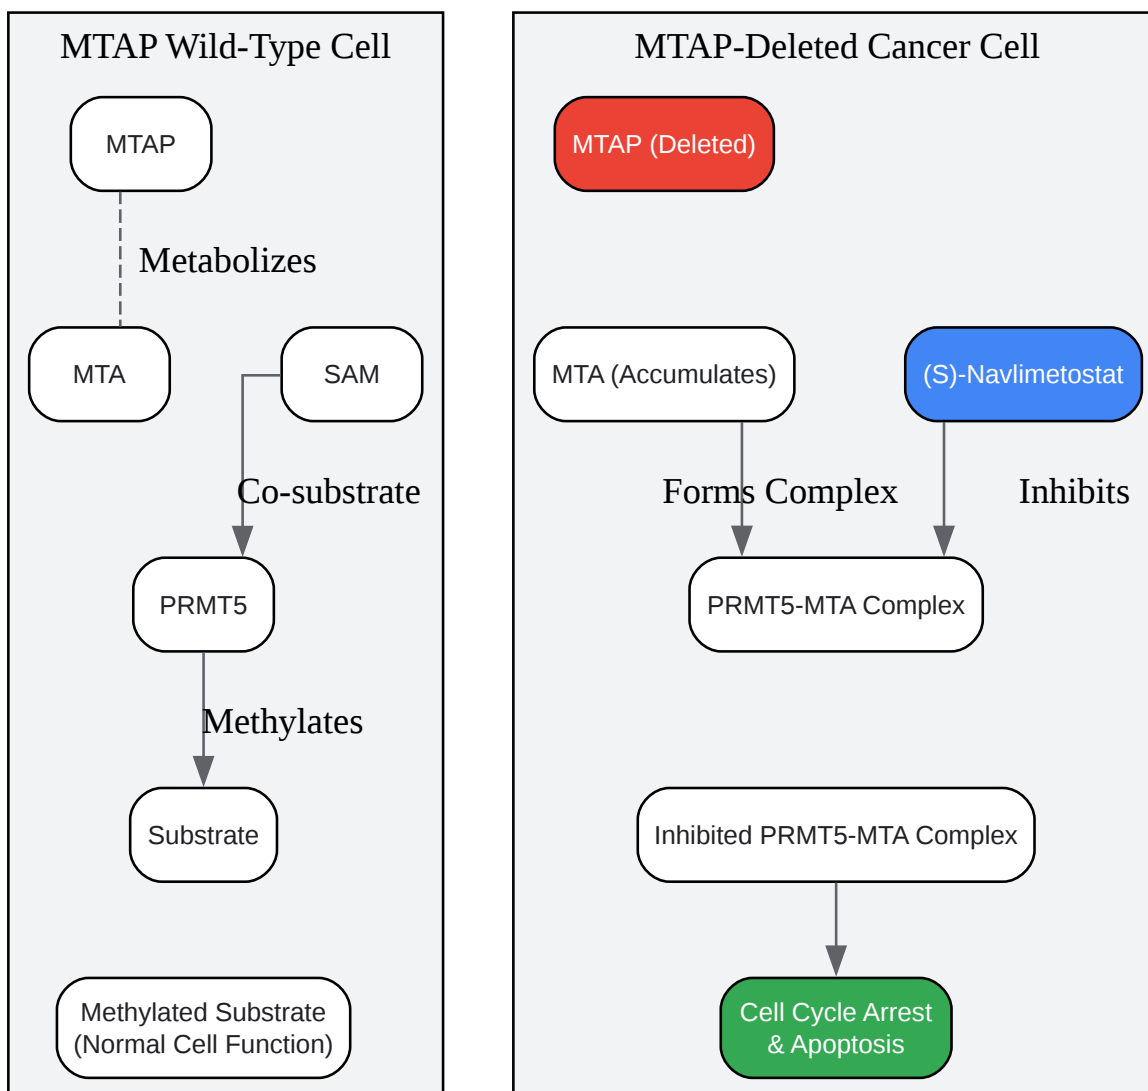 MTAP Wild-Type Cell
MTAP
Metabolizes
MTA
SAM
Co-substrate
PRMT5
Methylates
Substrate
Methylated Substrate
(Normal Cell Function)
MTAP-Deleted Cancer Cell
MTAP (Deleted)
MTA (Accumulates)
(S)-Navlimetostat
Forms Complex
Inhibits
PRMT5-MTA Complex
Inhibited PRMT5-MTA Complex
Cell Cycle Arrest
& Apoptosis